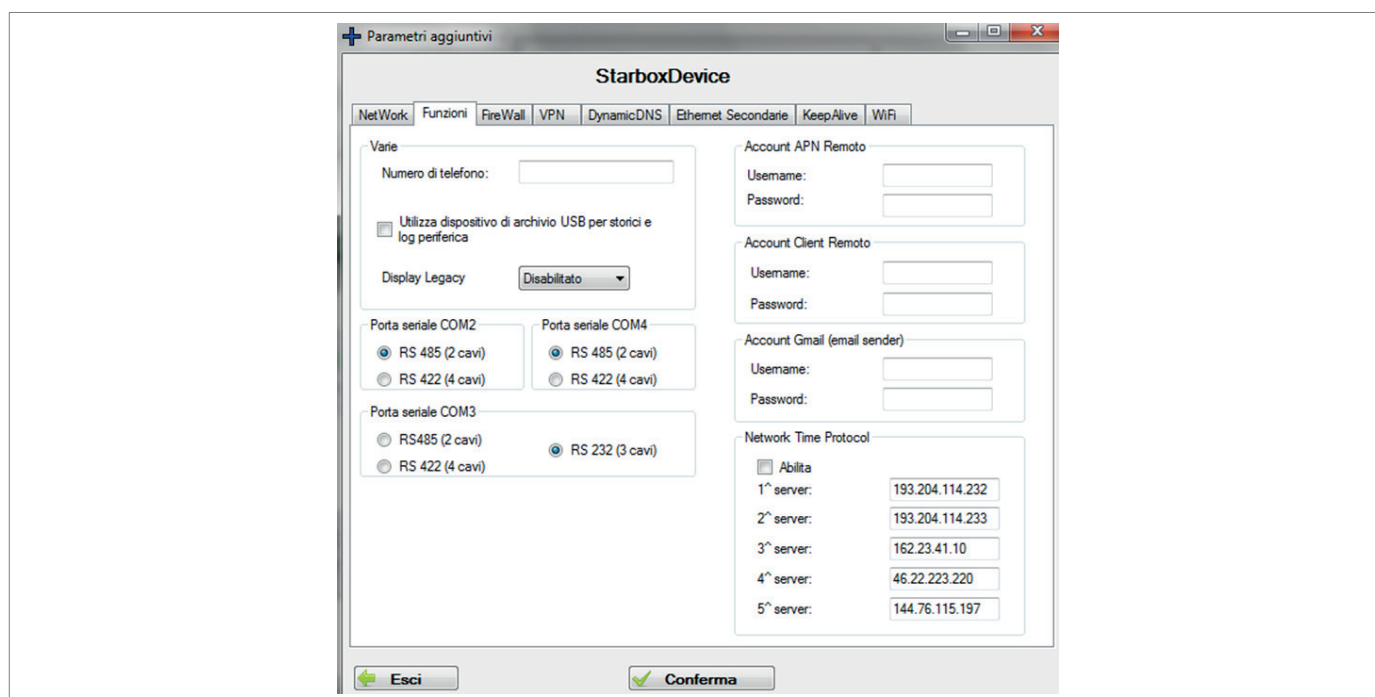 Parametri aggiuntivi
StarboxDevice
NetWork Funzioni FireWall VPN DynamicDNS Ethernet Secondarie KeepAlive WiFi
Varie
Numero di telefono:
Utilizza dispositivo di archivio USB per storici e
log periferica
Display Legacy Disabilitato
Porta seriale COM2
RS 485 (2 cavi)
RS 422 (4 cavi)
Porta seriale COM4
RS 485 (2 cavi)
RS 422 (4 cavi)
Porta seriale COM3
RS485 (2 cavi)
RS 422 (4 cavi)
RS 232 (3 cavi)
Account APN Remoto
Username:
Password:
Account Client Remoto
Username:
Password:
Account Gmail (email sender)
Username:
Password:
Network Time Protocol
Abilita
1^ server: 193.204.114.232
2^ server: 193.204.114.233
3^ server: 162.23.41.10
4^ server: 46.22.223.220
5^ server: 144.76.115.197
Esci
Conferma